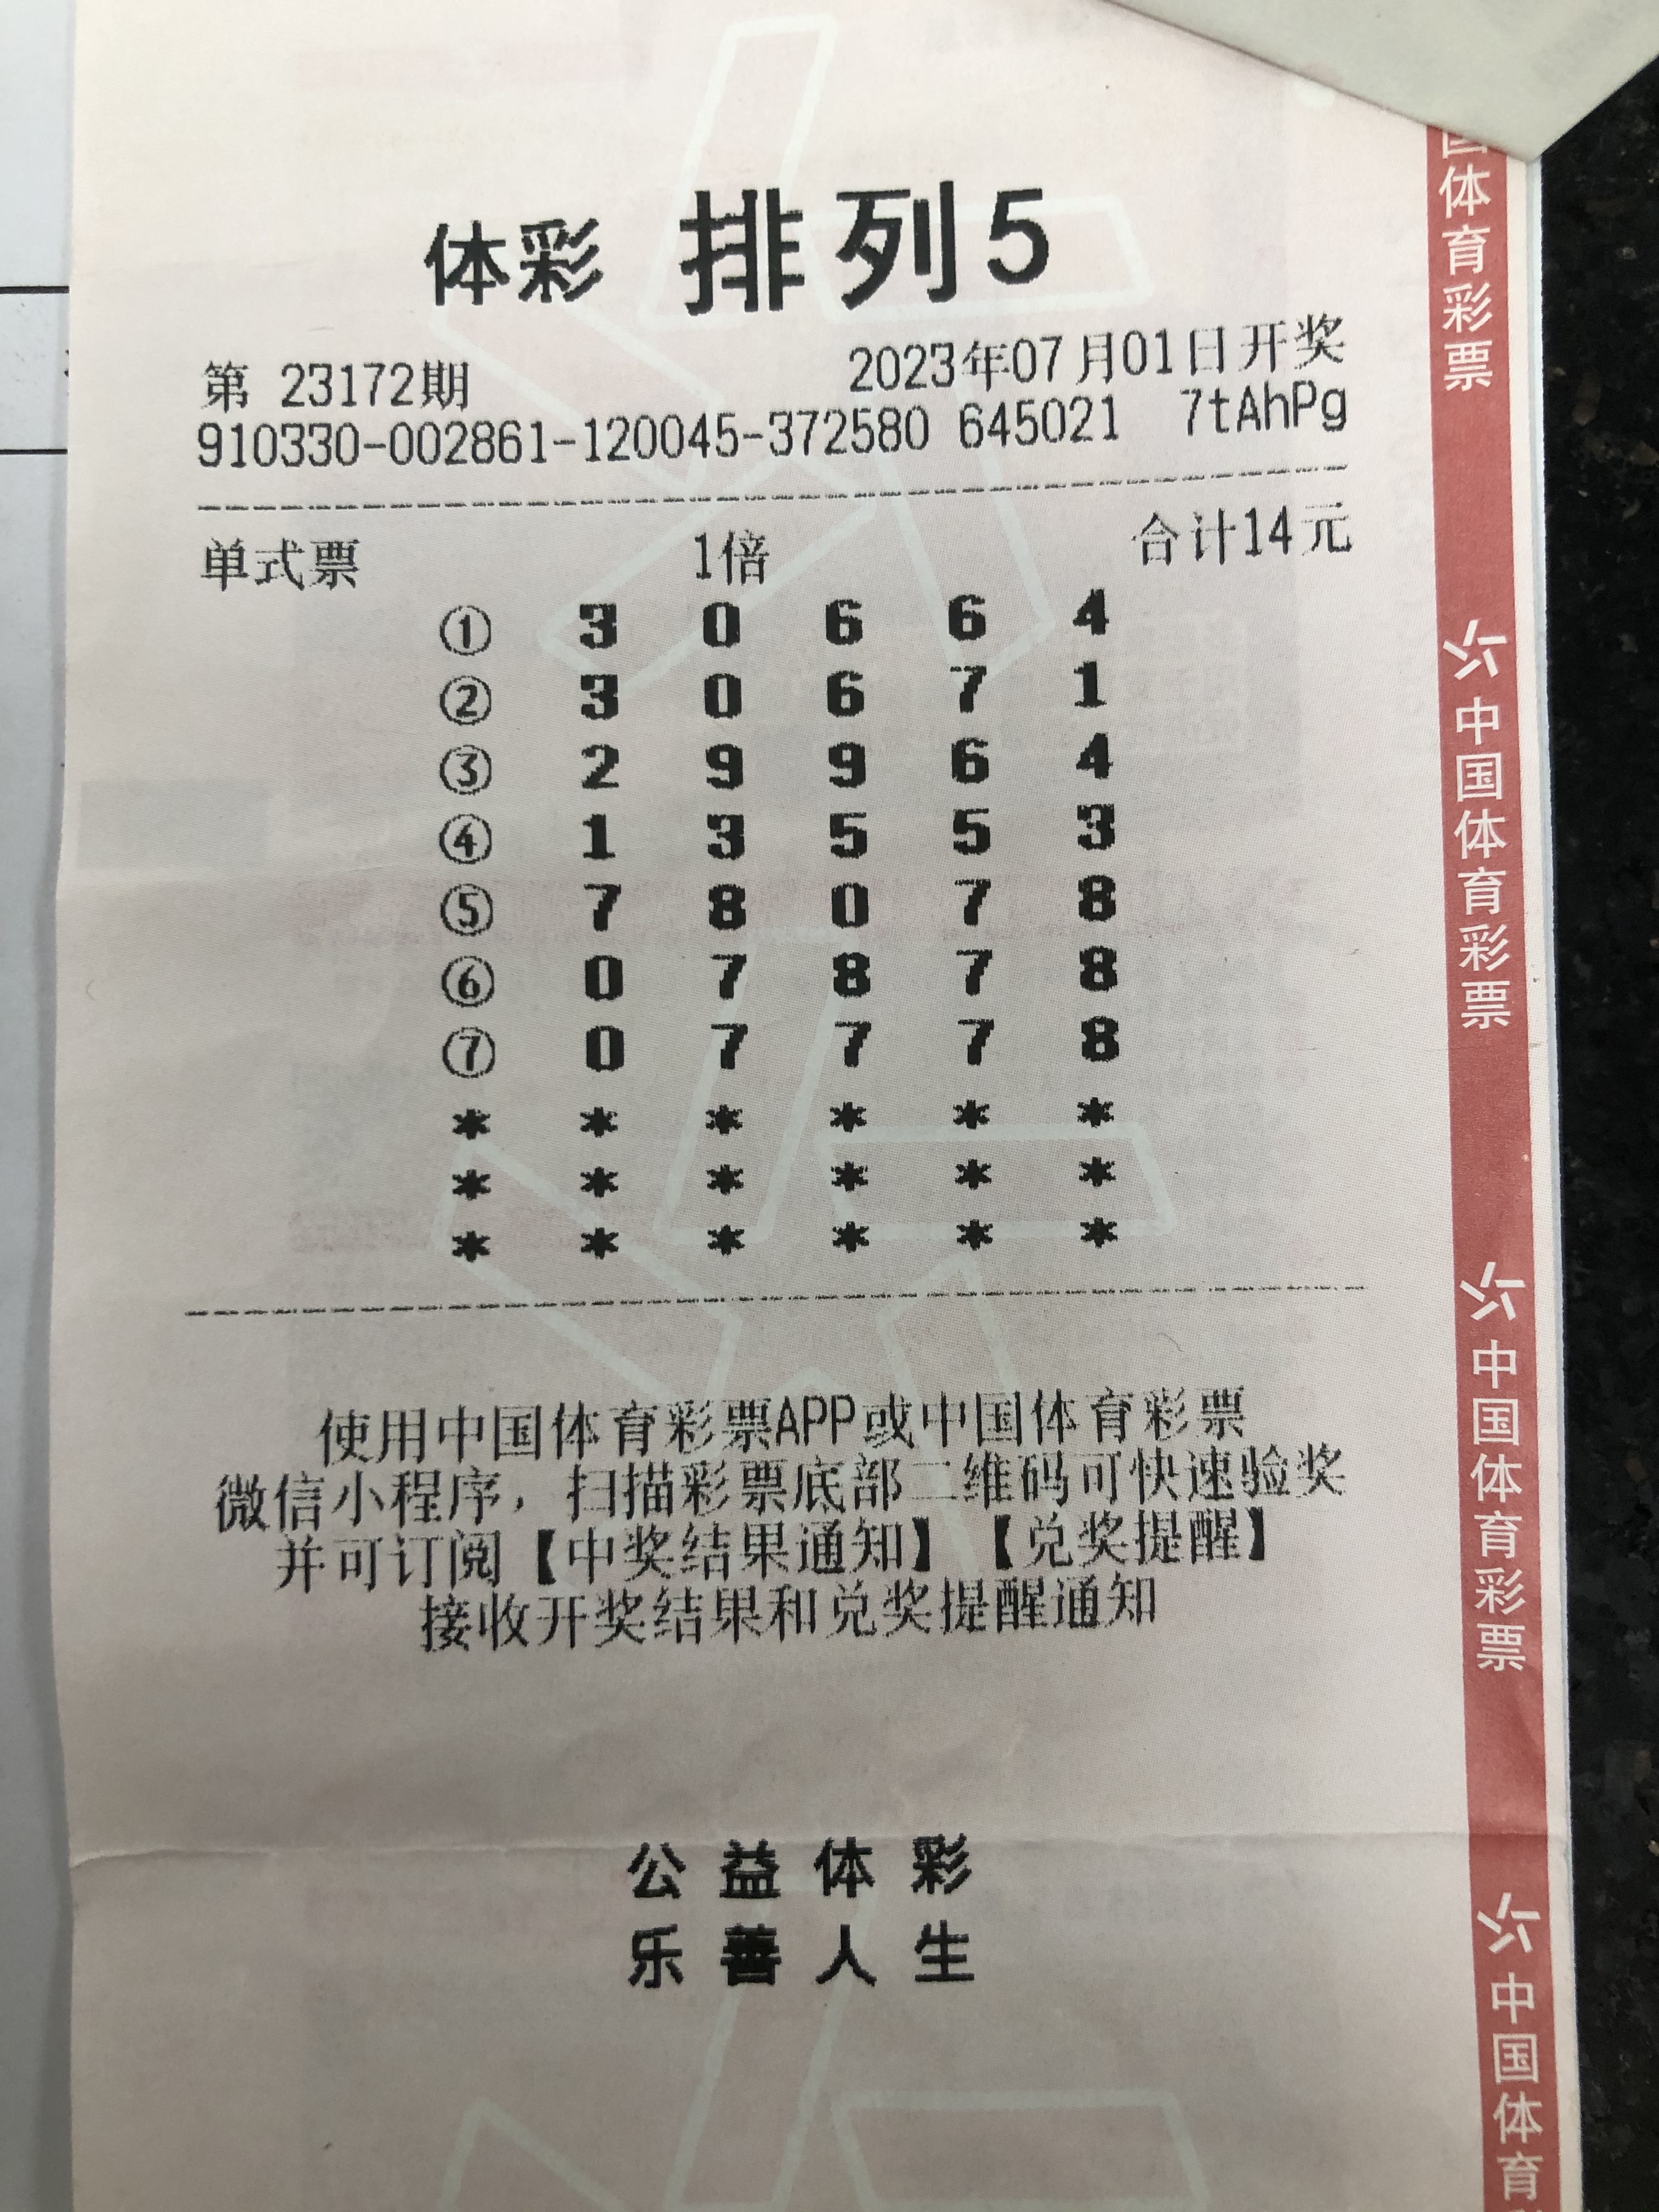 体彩 排列5
第 23172期 2023年07月01日开奖
910330-002861-120045-372580 645021 7tAhPg
单式票 1倍 合计14元
① 3 0 6 6 4
② 3 0 6 7 1
③ 2 9 9 6 4
④ 1 3 5 5 3
⑤ 7 8 0 7 8
⑥ 0 7 8 7 8
⑦ 0 7 7 7 8
* * * * * *
* * * * * *
* * * * * *
使用中国体育彩票APP或中国体育彩票
微信小程序，扫描彩票底部二维码可快速验奖
并可订阅【中奖结果通知】【兑奖提醒】
接收开奖结果和兑奖提醒通知
公益体彩
乐善人生
国体育彩票
中国体育彩票
中国体育彩票
中国体育